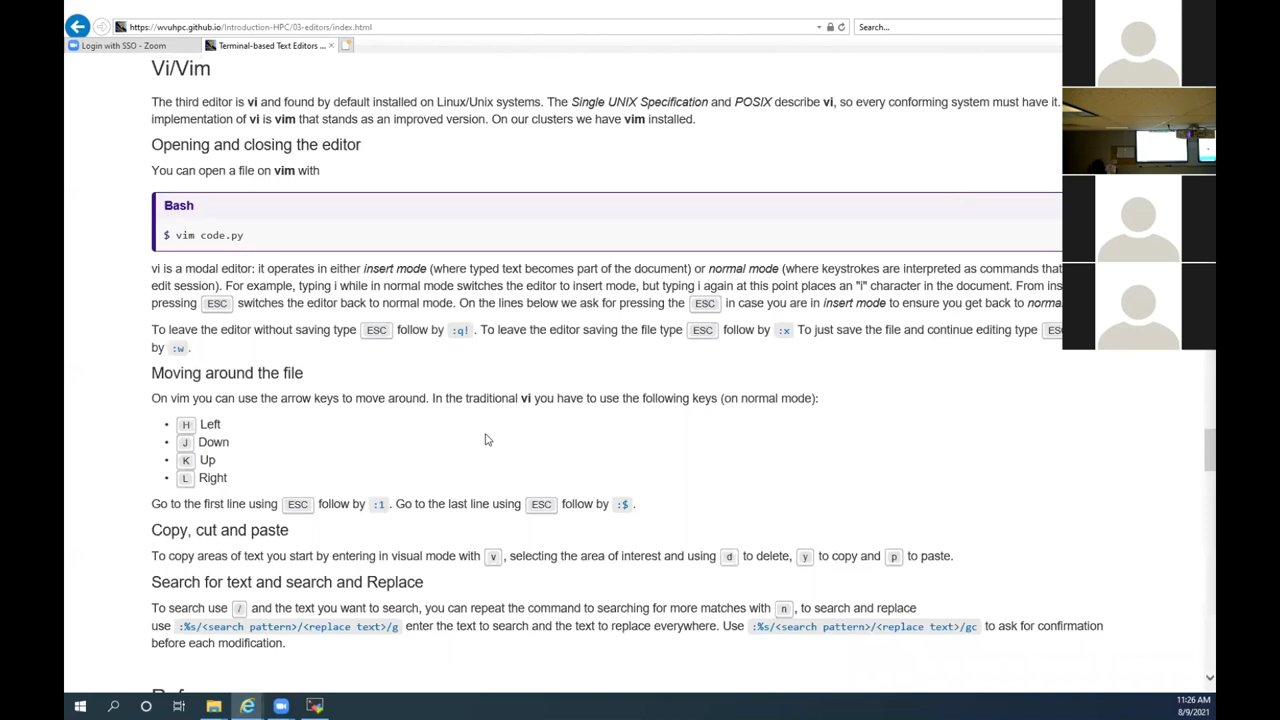 https://wvuhpc.github.io/Introduction-HPC/03-editors/index.html
Search...
Login with SSO - Zoom
Terminal-based Text Editors ...
Vi/Vim
The third editor is vi and found by default installed on Linux/Unix systems. The Single UNIX Specification and POSIX describe vi, so every conforming system must have it.
implementation of vi is vim that stands as an improved version. On our clusters we have vim installed.
Opening and closing the editor
You can open a file on vim with
Bash
$ vim code.py
vi is a modal editor: it operates in either insert mode (where typed text becomes part of the document) or normal mode (where keystrokes are interpreted as commands that
edit session). For example, typing i while in normal mode switches the editor to insert mode, but typing i again at this point places an "i" character in the document. From ins
pressing ESC switches the editor back to normal mode. On the lines below we ask for pressing the ESC in case you are in insert mode to ensure you get back to norma
To leave the editor without saving type ESC follow by :q!. To leave the editor saving the file type ESC follow by :x To just save the file and continue editing type ESC
by :w.
Moving around the file
On vim you can use the arrow keys to move around. In the traditional vi you have to use the following keys (on normal mode):
• H Left
• J Down
• K Up
• L Right
Go to the first line using ESC follow by :1. Go to the last line using ESC follow by :$.
Copy, cut and paste
To copy areas of text you start by entering in visual mode with v, selecting the area of interest and using d to delete, y to copy and p to paste.
Search for text and search and Replace
To search use / and the text you want to search, you can repeat the command to searching for more matches with n, to search and replace
use :%s/<search pattern>/<replace text>/g enter the text to search and the text to replace everywhere. Use :%s/<search pattern>/<replace text>/gc to ask for confirmation
before each modification.
11:26 AM
8/9/2021